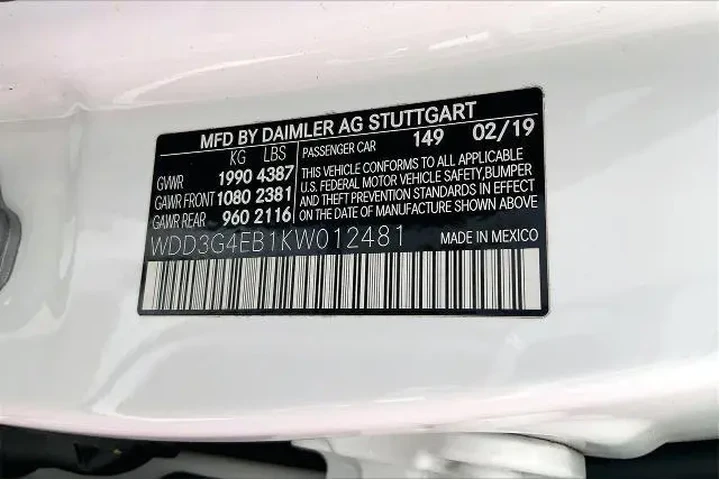 MFD BY DAIMLER AG STUTTGART
KG LBS
GVWR 1990 4387
GAWR FRONT 1080 2381
GAWR REAR 960 2116
PASSENGER CAR 149 02/19
THIS VEHICLE CONFORMS TO ALL APPLICABLE
U.S. FEDERAL MOTOR VEHICLE SAFETY, BUMPER
AND THEFT PREVENTION STANDARDS IN EFFECT
ON THE DATE OF MANUFACTURE SHOWN ABOVE
WDD3G4EB1KW012481 MADE IN MEXICO